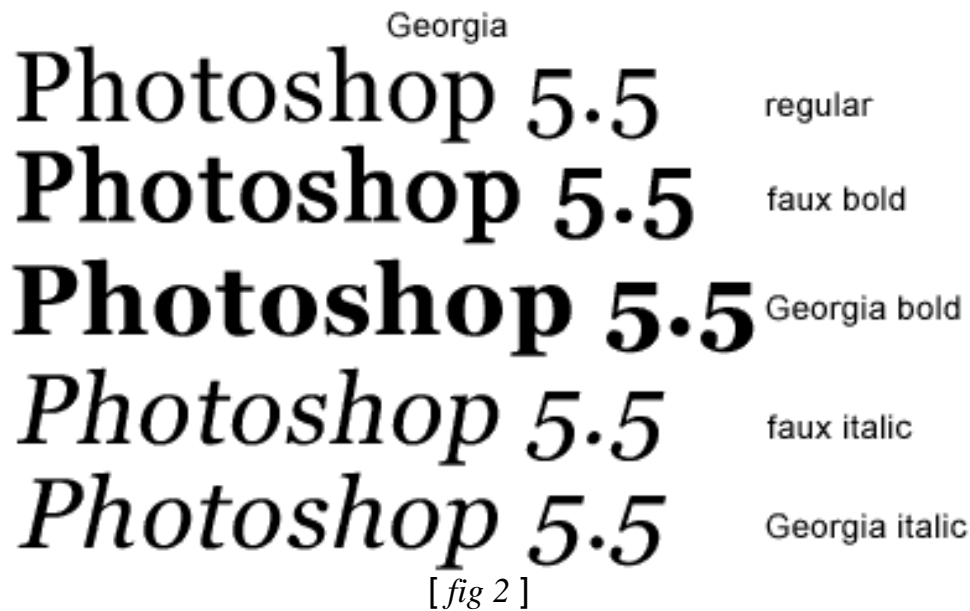 Georgia
Photoshop 5.5 regular
Photoshop 5.5 faux bold
Photoshop 5.5 Georgia bold
Photoshop 5.5 faux italic
Photoshop 5.5 Georgia italic
[ fig 2 ]